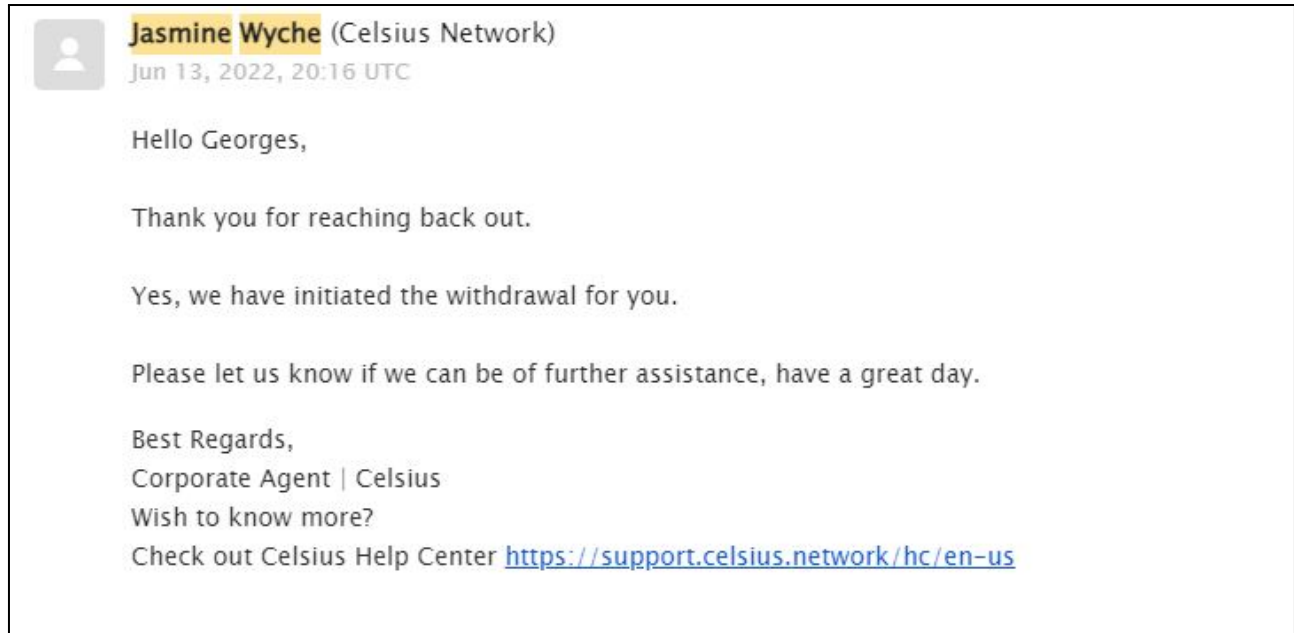 Jasmine Wyche (Celsius Network)
Jun 13, 2022, 20:16 UTC
Hello Georges,
Thank you for reaching back out.
Yes, we have initiated the withdrawal for you.
Please let us know if we can be of further assistance, have a great day.
Best Regards,
Corporate Agent | Celsius
Wish to know more?
Check out Celsius Help Center https://support.celsius.network/hc/en-us